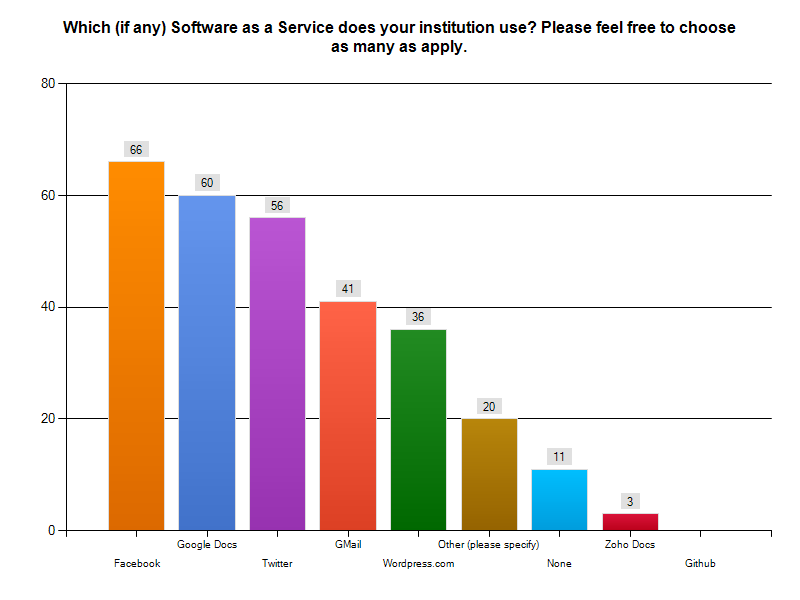 Which (if any) Software as a Service does your institution use? Please feel free to choose
as many as apply.
80
66
60
60
56
41
40
36
20
20
11
3
0
Google Docs
GMail
Other (please specify)
Zoho Docs
Facebook
Twitter
Wordpress.com
None
Github